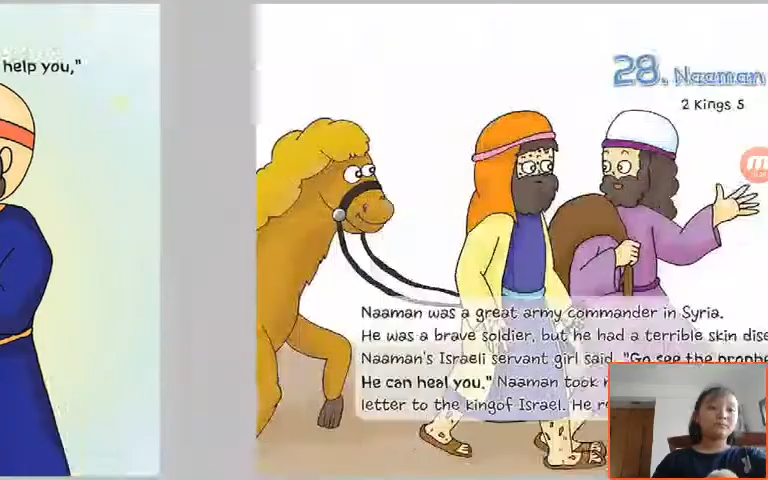 help you,"
28. Naaman
2 Kings 5
Naaman was a great army commander in Syria.
He was a brave soldier, but he had a terrible skin
Naaman's Israeli servant girl said, "Go see the
He can heal you." Naaman took
letter to the kingof Israel. He